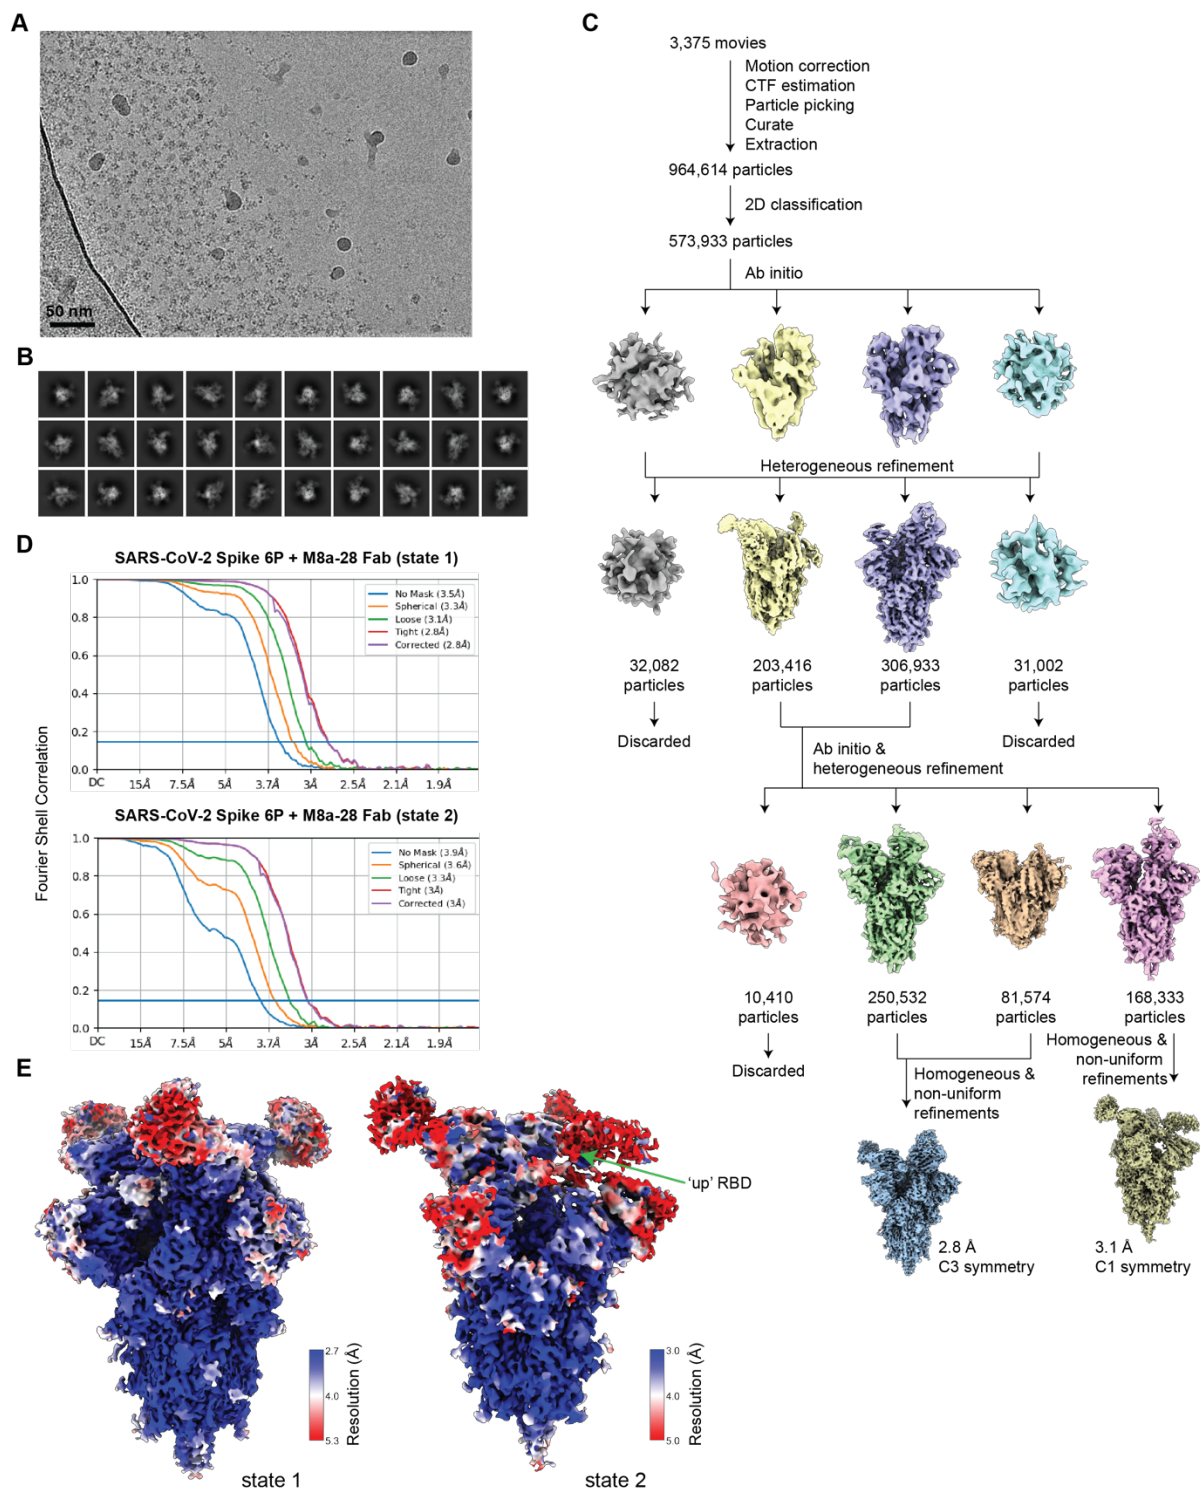 A
50 nm
B
C
3,375 movies
Motion correction
CTF estimation
Particle picking
Curate
Extraction
964,614 particles
2D classification
573,933 particles
Ab initio
Heterogeneous refinement
32,082
particles
203,416
particles
306,933
particles
31,002
particles
Discarded
Discarded
Ab initio &
heterogeneous refinement
10,410
particles
250,532
particles
81,574
particles
168,333
particles
Discarded
Homogeneous &
non-uniform
refinements
Homogeneous &
non-uniform
refinements
2.8 Å
C3 symmetry
3.1 Å
C1 symmetry
D
SARS-CoV-2 Spike 6P + M8a-28 Fab (state 1)
1.0
0.8
0.6
0.4
0.2
0.0
No Mask (3.5Å)
Spherical (3.3Å)
Loose (3.1Å)
Tight (2.8Å)
Corrected (2.8Å)
DC 15Å 7.5Å 5Å 3.7Å 3Å 2.5Å 2.1Å 1.9Å
Fourier Shell Correlation
SARS-CoV-2 Spike 6P + M8a-28 Fab (state 2)
1.0
0.8
0.6
0.4
0.2
0.0
No Mask (3.9Å)
Spherical (3.6Å)
Loose (3.3Å)
Tight (3Å)
Corrected (3Å)
DC 15Å 7.5Å 5Å 3.7Å 3Å 2.5Å 2.1Å 1.9Å
E
'up' RBD
2.7
4.0
5.3
Resolution (Å)
state 1
3.0
4.0
5.0
Resolution (Å)
state 2